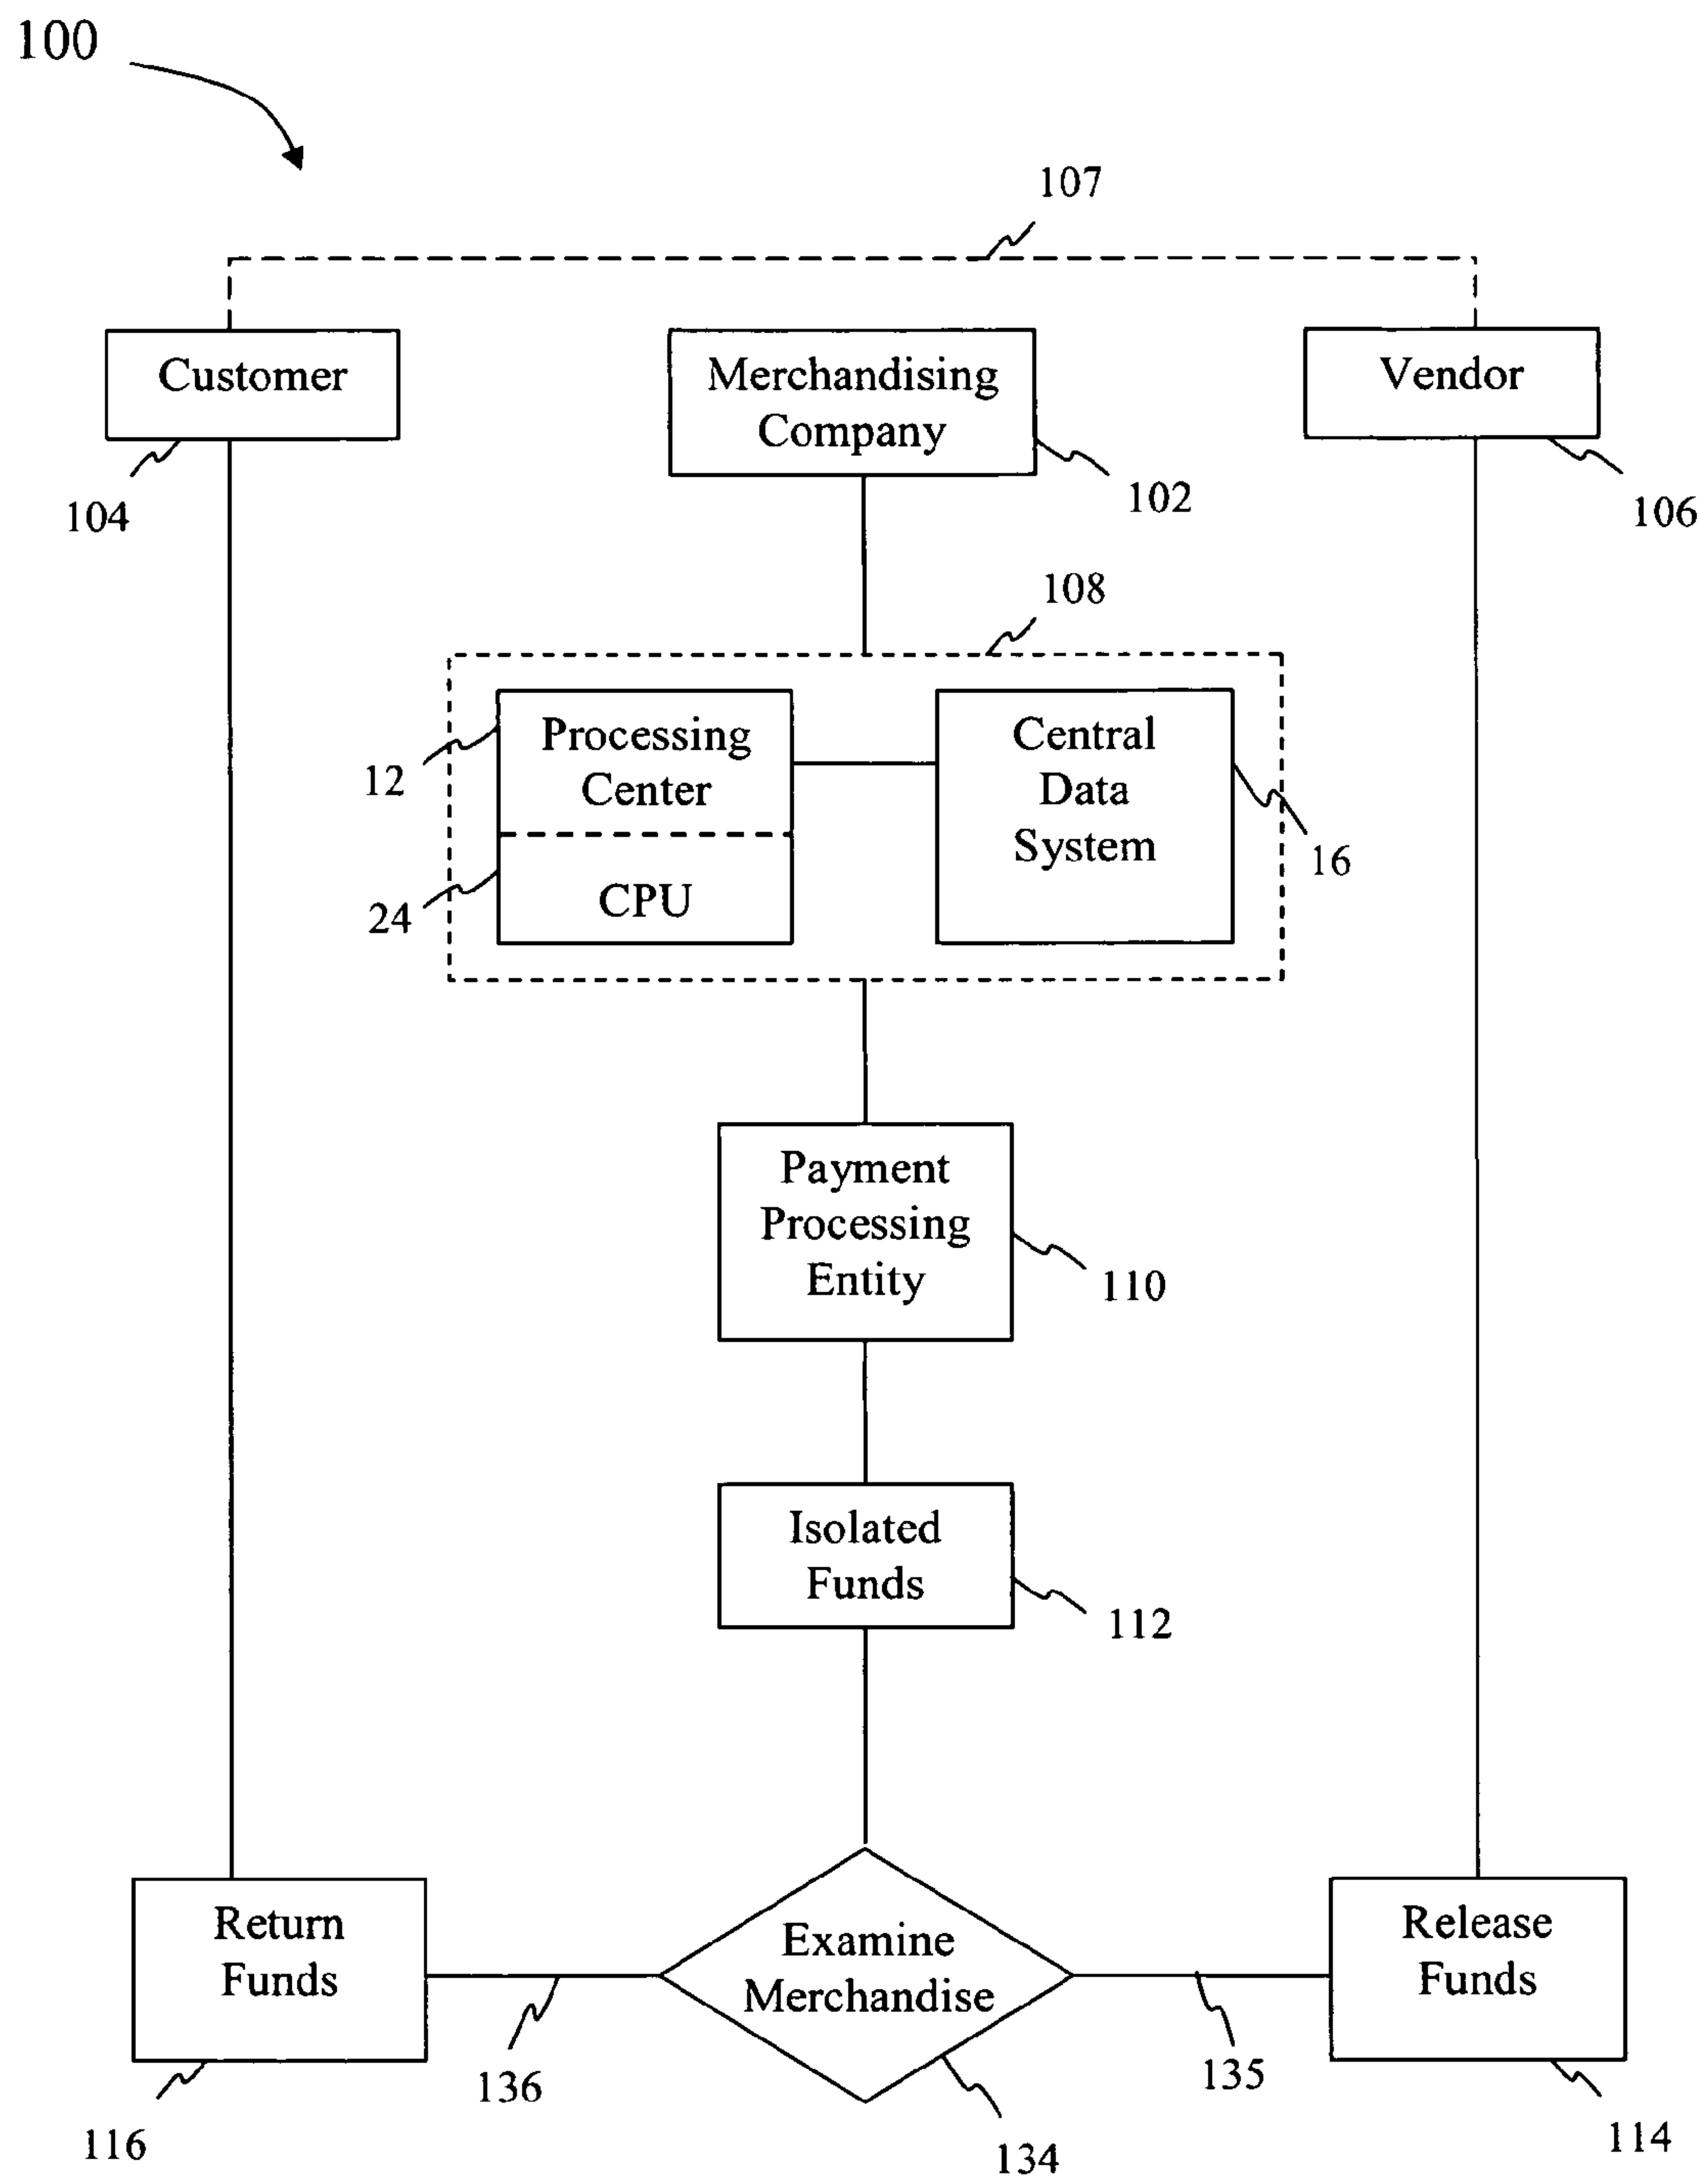 100
107
Customer
Merchandising
Company
Vendor
104
102
106
108
Processing
Center
Central
Data
System
12
16
CPU
24
Payment
Processing
Entity
110
Isolated
Funds
112
Return
Funds
Examine
Merchandise
Release
Funds
136
135
116
134
114